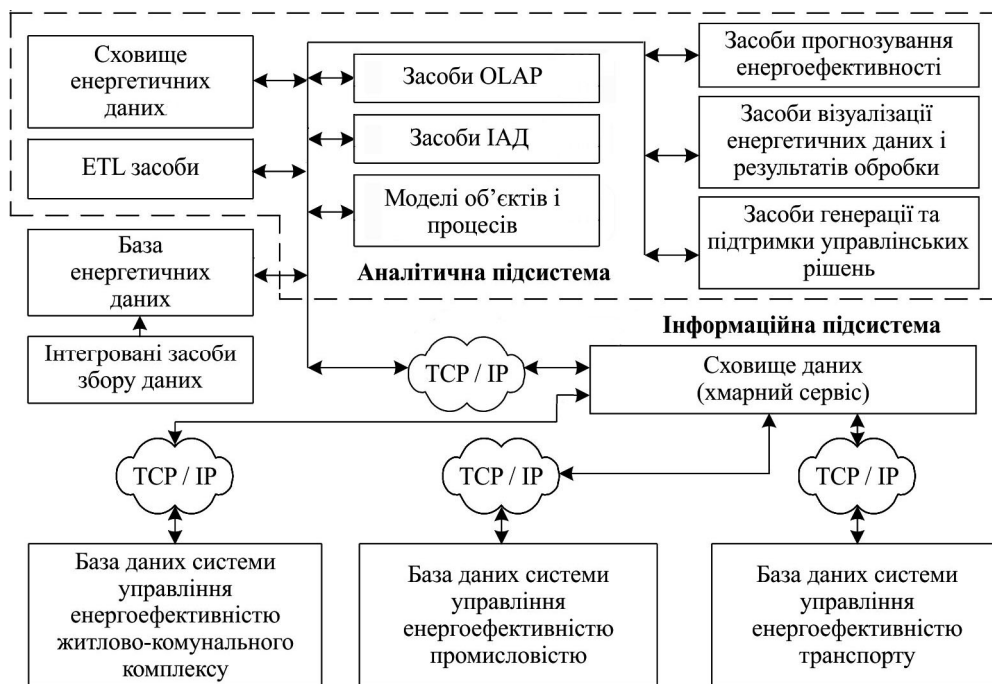 Сховище
енергетичних
даних
ETL засоби
База
енергетичних
даних
Інтегровані засоби
збору даних
Засоби OLAP
Засоби ІАД
Моделі об’єктів і
процесів
Аналітична підсистема
Засоби прогнозування
енергоефективності
Засоби візуалізації
енергетичних даних і
результатів обробки
Засоби генерації та
підтримки управлінських
рішень
Інформаційна підсистема
TCP / IP
Сховище даних
(хмарний сервіс)
TCP / IP
TCP / IP
TCP / IP
База даних системи
управління
енергоефективністю
житлово-комунального
комплексу
База даних системи
управління
енергоефективністю
промисловістю
База даних системи
управління
енергоефективністю
транспорту